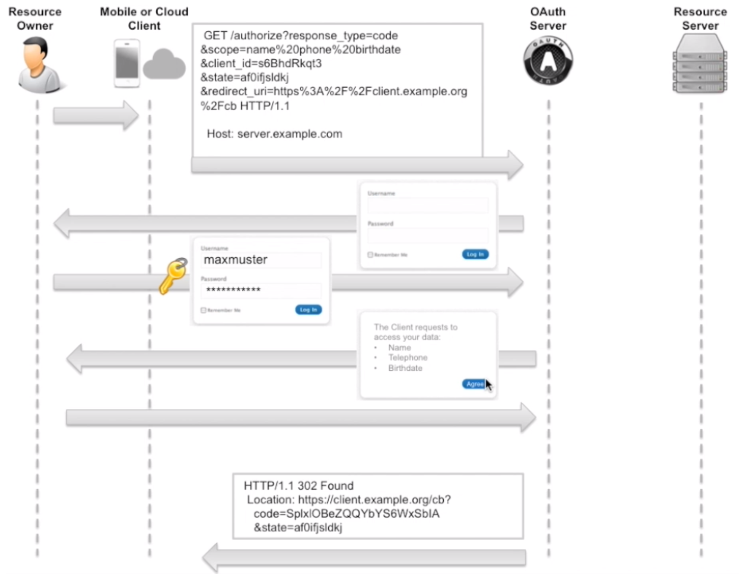 Resource
Owner
Mobile or Cloud
Client
OAuth
Server
Resource
Server
OAUTH
A
GET /authorize?response_type=code
&scope=name%20phone%20birthdate
&client_id=s6BhdRkqt3
&state=af0ifjsldkj
&redirect_uri=https%3A%2F%2Fclient.example.org
%2Fcb HTTP/1.1
Host: server.example.com
Username
Password
Remember Me
Log In
Username
maxmuster
Password
***********
Remember Me
Log In
The Client requests to
access your data:
• Name
• Telephone
• Birthdate
Agree
HTTP/1.1 302 Found
Location: https://client.example.org/cb?
code=SplxlOBeZQQYbYS6WxSbIA
&state=af0ifjsldkj